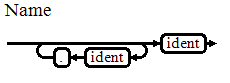 Name
. ident ident